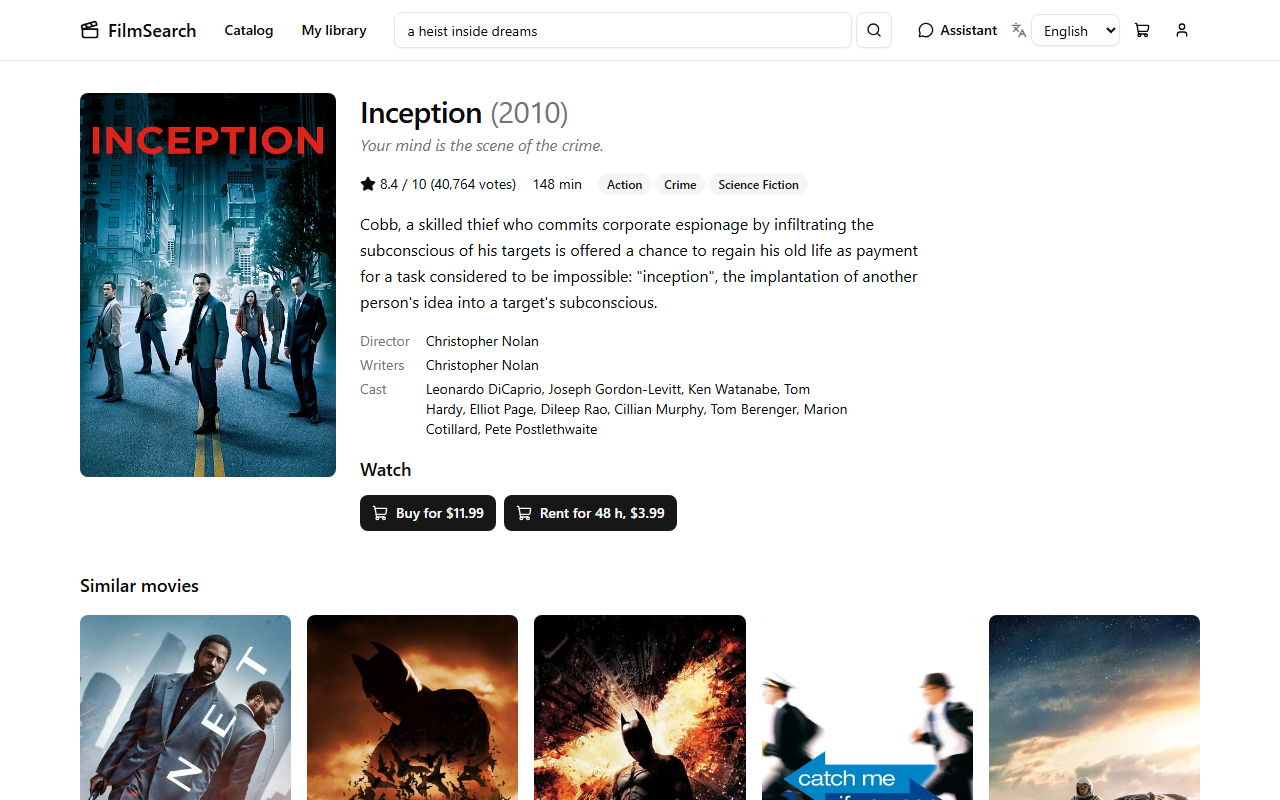 FilmSearch
Catalog
My library
a heist inside dreams
Assistant
English
INCEPTION
Inception (2010)
Your mind is the scene of the crime.
8.4 / 10 (40,764 votes) 148 min Action Crime Science Fiction
Cobb, a skilled thief who commits corporate espionage by infiltrating the
subconscious of his targets is offered a chance to regain his old life as payment
for a task considered to be impossible: "inception", the implantation of another
person's idea into a target's subconscious.
Director Christopher Nolan
Writers Christopher Nolan
Cast Leonardo DiCaprio, Joseph Gordon-Levitt, Ken Watanabe, Tom
Hardy, Elliot Page, Dileep Rao, Cillian Murphy, Tom Berenger, Marion
Cotillard, Pete Postlethwaite
Watch
Buy for $11.99
Rent for 48 h, $3.99
Similar movies
NET
catch me